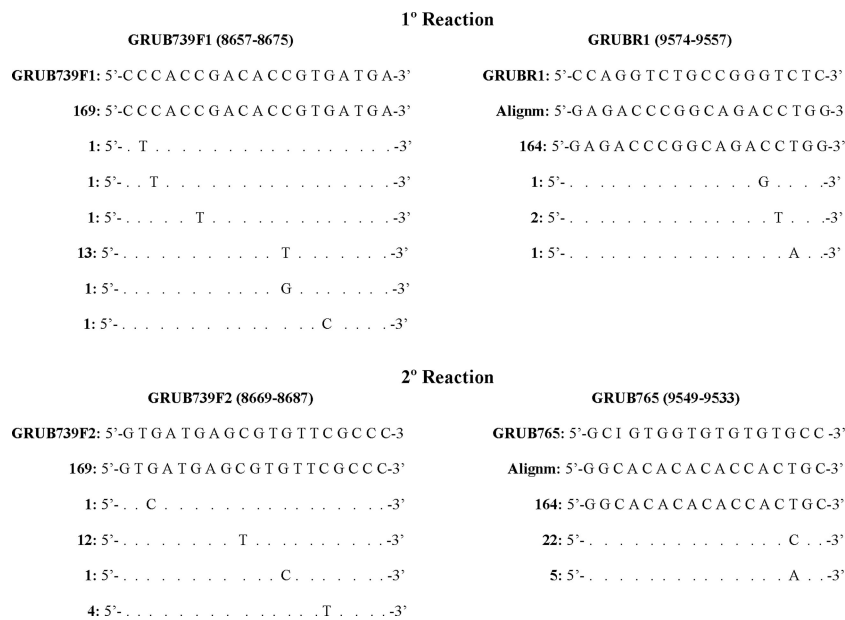 1º Reaction
GRUB739F1 (8657-8675)
GRUB739F1: 5’-C C C A C C G A C A C C G T G A T G A-3’
169: 5’-C C C A C C G A C A C C G T G A T G A-3’
1: 5’-. T . . . . . . . . . . . . . . . . -3’
1: 5’-. . T . . . . . . . . . . . . . . . -3’
1: 5’-. . . . . T . . . . . . . . . . . . -3’
13: 5’-. . . . . . . . . . . T . . . . . . .-3’
1: 5’-. . . . . . . . . . . G . . . . . . .-3’
1: 5’-. . . . . . . . . . . . . C . . . .-3’
GRUBR1 (9574-9557)
GRUBR1: 5’-C C A G G T C T G C C G G G T C T C-3’
Alignm: 5’-G A G A C C C G G C A G A C C T G G-3
164: 5’-G A G A C C C G G C A G A C C T G G-3’
1: 5’-. . . . . . . . . . . . . G . . . .-3’
2: 5’-. . . . . . . . . . . . . . T . . .-3’
1: 5’-. . . . . . . . . . . . . . . A . .-3’
2º Reaction
GRUB739F2 (8669-8687)
GRUB739F2: 5’-G T G A T G A G C G T G T T C G C C C-3
169: 5’-G T G A T G A G C G T G T T C G C C C-3’
1: 5’-. . C . . . . . . . . . . . . . . . -3’
12: 5’-. . . . . . . . T . . . . . . . . . .-3’
1: 5’-. . . . . . . . . . . C . . . . . . .-3’
4: 5’-. . . . . . . . . . . . . T . . . .-3’
GRUB765 (9549-9533)
GRUB765: 5’-G C I G T G G T G T G T G T G C C -3’
Alignm: 5’-G G C A C A C A C A C C A C T G C-3’
164: 5’-G G C A C A C A C A C C A C T G C-3’
22: 5’-. . . . . . . . . . . . . . C . .-3’
5: 5’-. . . . . . . . . . . . . . A . .-3’